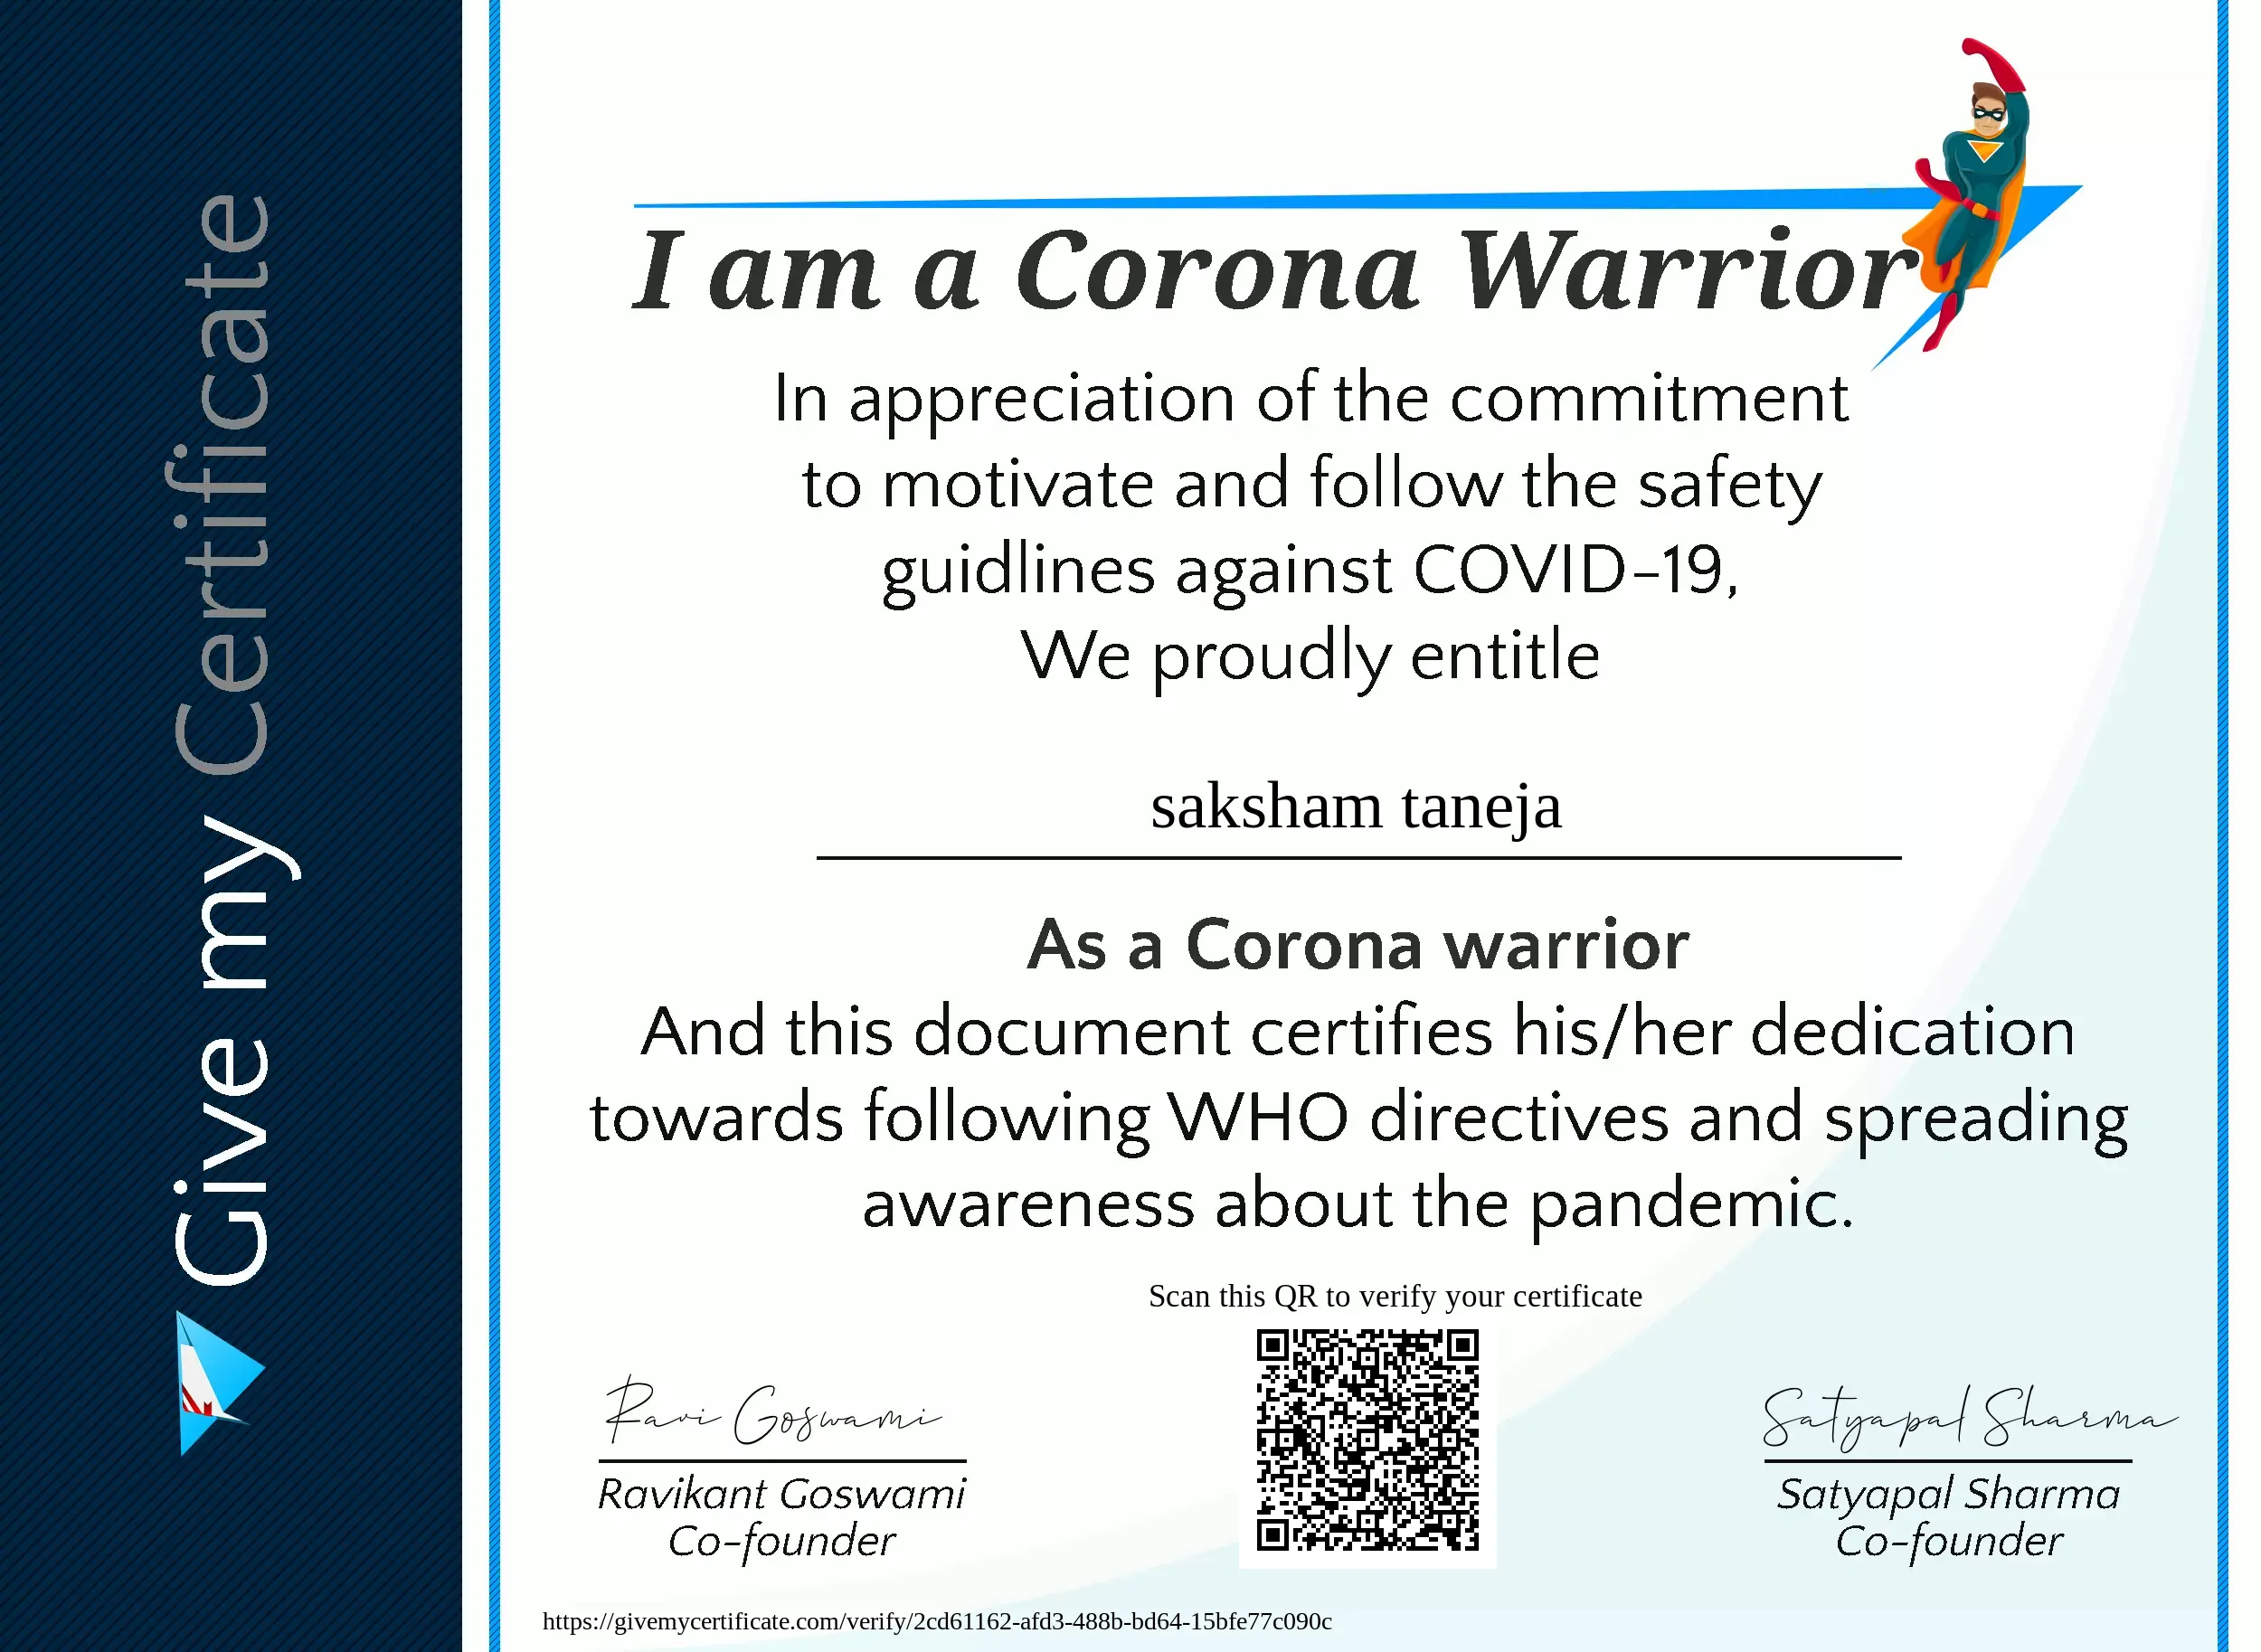 Give my Certificate
I am a Corona Warrior
In appreciation of the commitment
to motivate and follow the safety
guidlines against COVID-19,
We proudly entitle
saksham taneja
As a Corona warrior
And this document certifies his/her dedication
towards following WHO directives and spreading
awareness about the pandemic.
Scan this QR to verify your certificate
Ravi Goswami
Ravikant Goswami
Co-founder
Satyapal Sharma
Satyapal Sharma
Co-founder
https://givemycertificate.com/verify/2cd61162-afd3-488b-bd64-15bfe77c090c